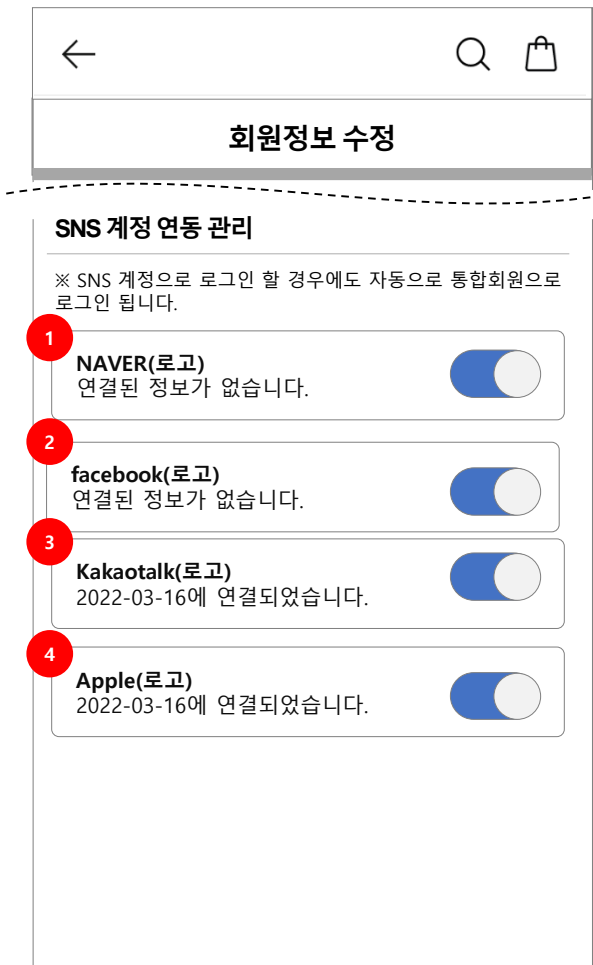 회원정보 수정
SNS 계정 연동 관리
※ SNS 계정으로 로그인 할 경우에도 자동으로 통합회원으로
로그인 됩니다.
1
NAVER(로고)
연결된 정보가 없습니다.
2
facebook(로고)
연결된 정보가 없습니다.
3
Kakaotalk(로고)
2022-03-16에 연결되었습니다.
4
Apple(로고)
2022-03-16에 연결되었습니다.